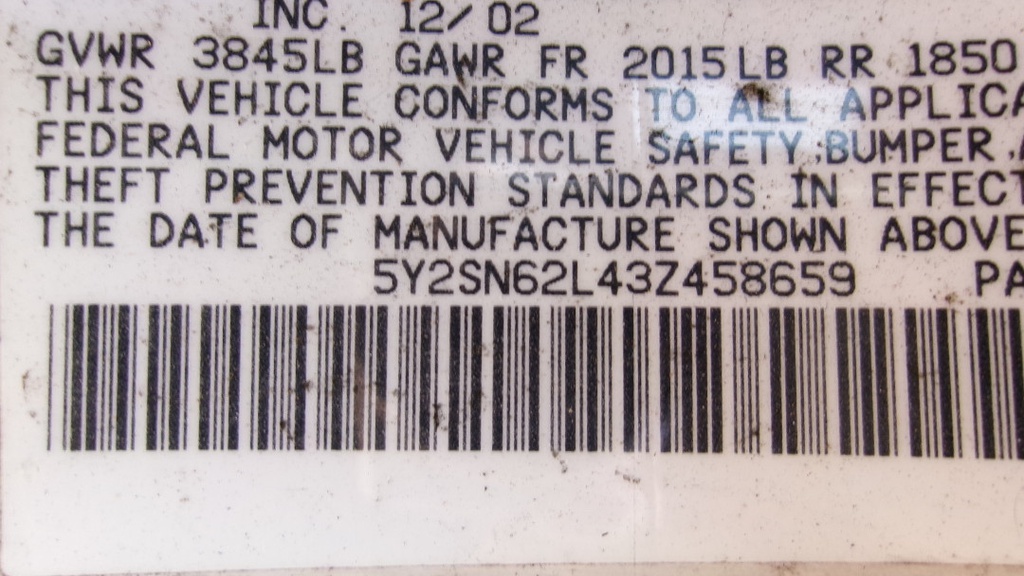 INC. 12/02
GVWR 3845LB GAWR FR 2015LB RR 1850
THIS VEHICLE CONFORMS TO ALL APPLICA
FEDERAL MOTOR VEHICLE SAFETY,BUMPER,
THEFT PREVENTION STANDARDS IN EFFECT
THE DATE OF MANUFACTURE SHOWN ABOVE
5Y2SN62L43Z458659 PA